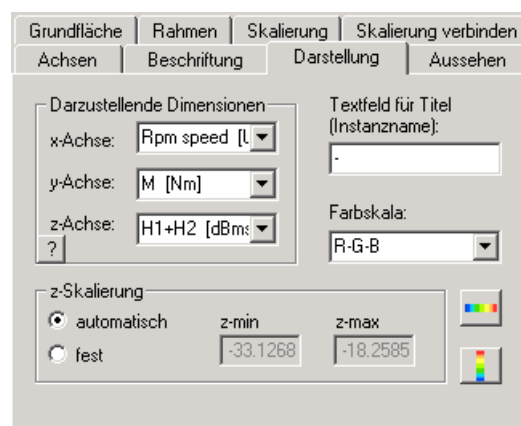 Grundfläche Rahmen Skalierung Skalierung verbinden
Achsen Beschriftung Darstellung Aussehen
Darzustellende Dimensionen
x-Achse: Rpm speed [
y-Achse: M [Nm]
z-Achse: H1+H2 [dBm
?
Textfeld für Titel
(Instanzname):
-
Farbskala:
R-G-B
z-Skalierung
automatisch
fest
z-min z-max
-33.1268 -18.2585